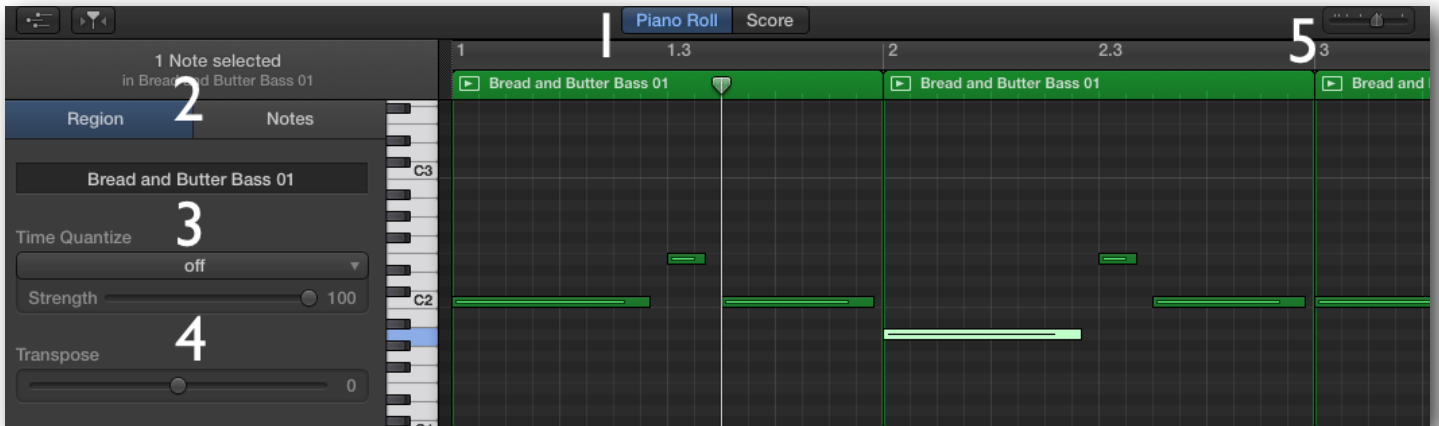 1 Piano Roll Score 5
1 1.3 2 2.3 3
1 Note selected
in Bread and Butter Bass 01
Bread and Butter Bass 01 Bread and Butter Bass 01 Bread and
2
Region Notes
C3
Bread and Butter Bass 01
3
Time Quantize
off
Strength 100
C2
4
Transpose
0